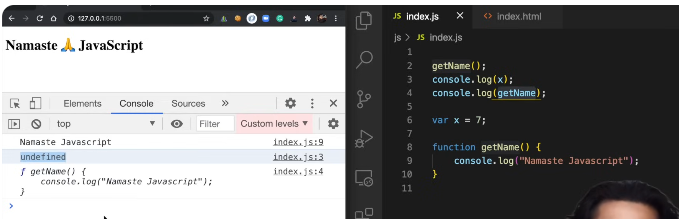 127.0.0.1:5500
Namaste 🙏 JavaScript
Elements Console Sources »
top Filter Custom levels
Namaste Javascript index.js:9
undefined index.js:3
ƒ getName() { index.js:4
console.log("Namaste Javascript");
}
JS index.js <> index.html
js > JS index.js
1
2 getName();
3 console.log(x);
4 console.log(getName);
5
6 var x = 7;
7
8 function getName() {
9 console.log("Namaste Javascript");
10 }
11